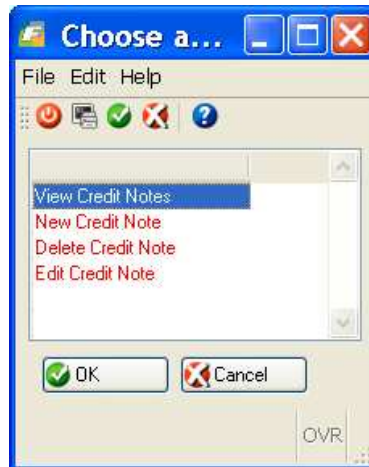 Choose a...
File Edit Help
View Credit Notes
New Credit Note
Delete Credit Note
Edit Credit Note
OK Cancel
OVR